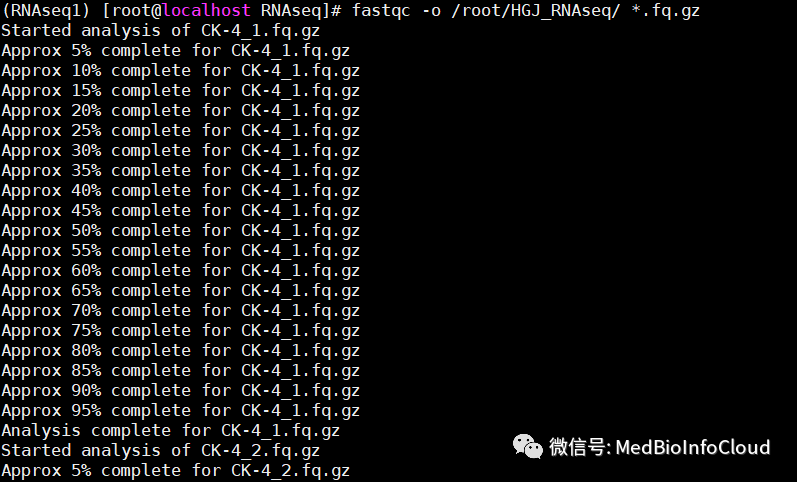 (RNAseq1) [root@localhost RNAseq]# fastqc -o /root/HGJ_RNAseq/ *.fq.gz
Started analysis of CK-4_1.fq.gz
Approx 5% complete for CK-4_1.fq.gz
Approx 10% complete for CK-4_1.fq.gz
Approx 15% complete for CK-4_1.fq.gz
Approx 20% complete for CK-4_1.fq.gz
Approx 25% complete for CK-4_1.fq.gz
Approx 30% complete for CK-4_1.fq.gz
Approx 35% complete for CK-4_1.fq.gz
Approx 40% complete for CK-4_1.fq.gz
Approx 45% complete for CK-4_1.fq.gz
Approx 50% complete for CK-4_1.fq.gz
Approx 55% complete for CK-4_1.fq.gz
Approx 60% complete for CK-4_1.fq.gz
Approx 65% complete for CK-4_1.fq.gz
Approx 70% complete for CK-4_1.fq.gz
Approx 75% complete for CK-4_1.fq.gz
Approx 80% complete for CK-4_1.fq.gz
Approx 85% complete for CK-4_1.fq.gz
Approx 90% complete for CK-4_1.fq.gz
Approx 95% complete for CK-4_1.fq.gz
Analysis complete for CK-4_1.fq.gz
Started analysis of CK-4_2.fq.gz
Approx 5% complete for CK-4_2.fq.gz
微信号: MedBioInfoCloud